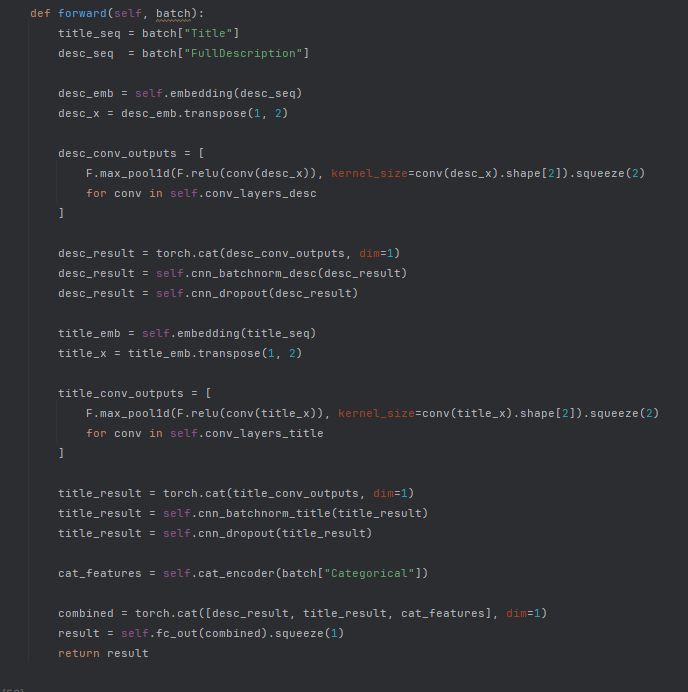 def forward(self, batch):
    title_seq = batch["Title"]
    desc_seq  = batch["FullDescription"]

    desc_emb = self.embedding(desc_seq)
    desc_x = desc_emb.transpose(1, 2)

    desc_conv_outputs = [
        F.max_pool1d(F.relu(conv(desc_x)), kernel_size=conv(desc_x).shape[2]).squeeze(2)
        for conv in self.conv_layers_desc
    ]

    desc_result = torch.cat(desc_conv_outputs, dim=1)
    desc_result = self.cnn_batchnorm_desc(desc_result)
    desc_result = self.cnn_dropout(desc_result)

    title_emb = self.embedding(title_seq)
    title_x = title_emb.transpose(1, 2)

    title_conv_outputs = [
        F.max_pool1d(F.relu(conv(title_x)), kernel_size=conv(title_x).shape[2]).squeeze(2)
        for conv in self.conv_layers_title
    ]

    title_result = torch.cat(title_conv_outputs, dim=1)
    title_result = self.cnn_batchnorm_title(title_result)
    title_result = self.cnn_dropout(title_result)

    cat_features = self.cat_encoder(batch["Categorical"])

    combined = torch.cat([desc_result, title_result, cat_features], dim=1)
    result = self.fc_out(combined).squeeze(1)
    return result